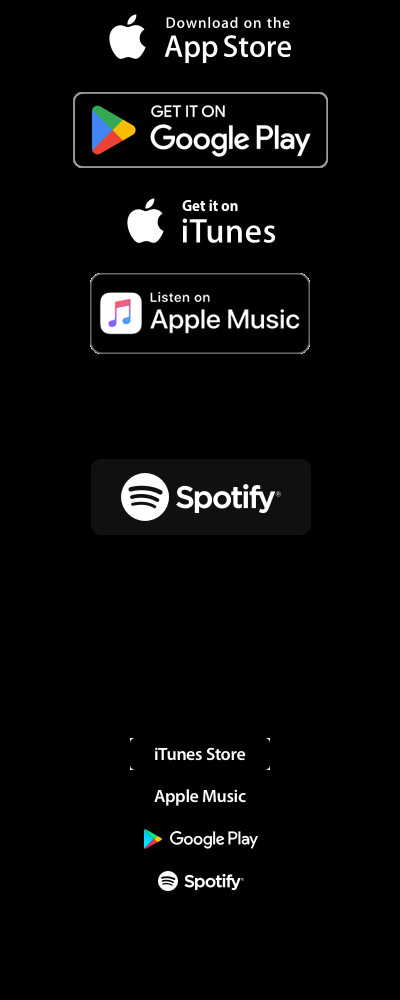 Download on the
App Store
GET IT ON
Google Play
Get it on
iTunes
Listen on
Apple Music
Spotify®
iTunes Store
Apple Music
Google Play
Spotify®